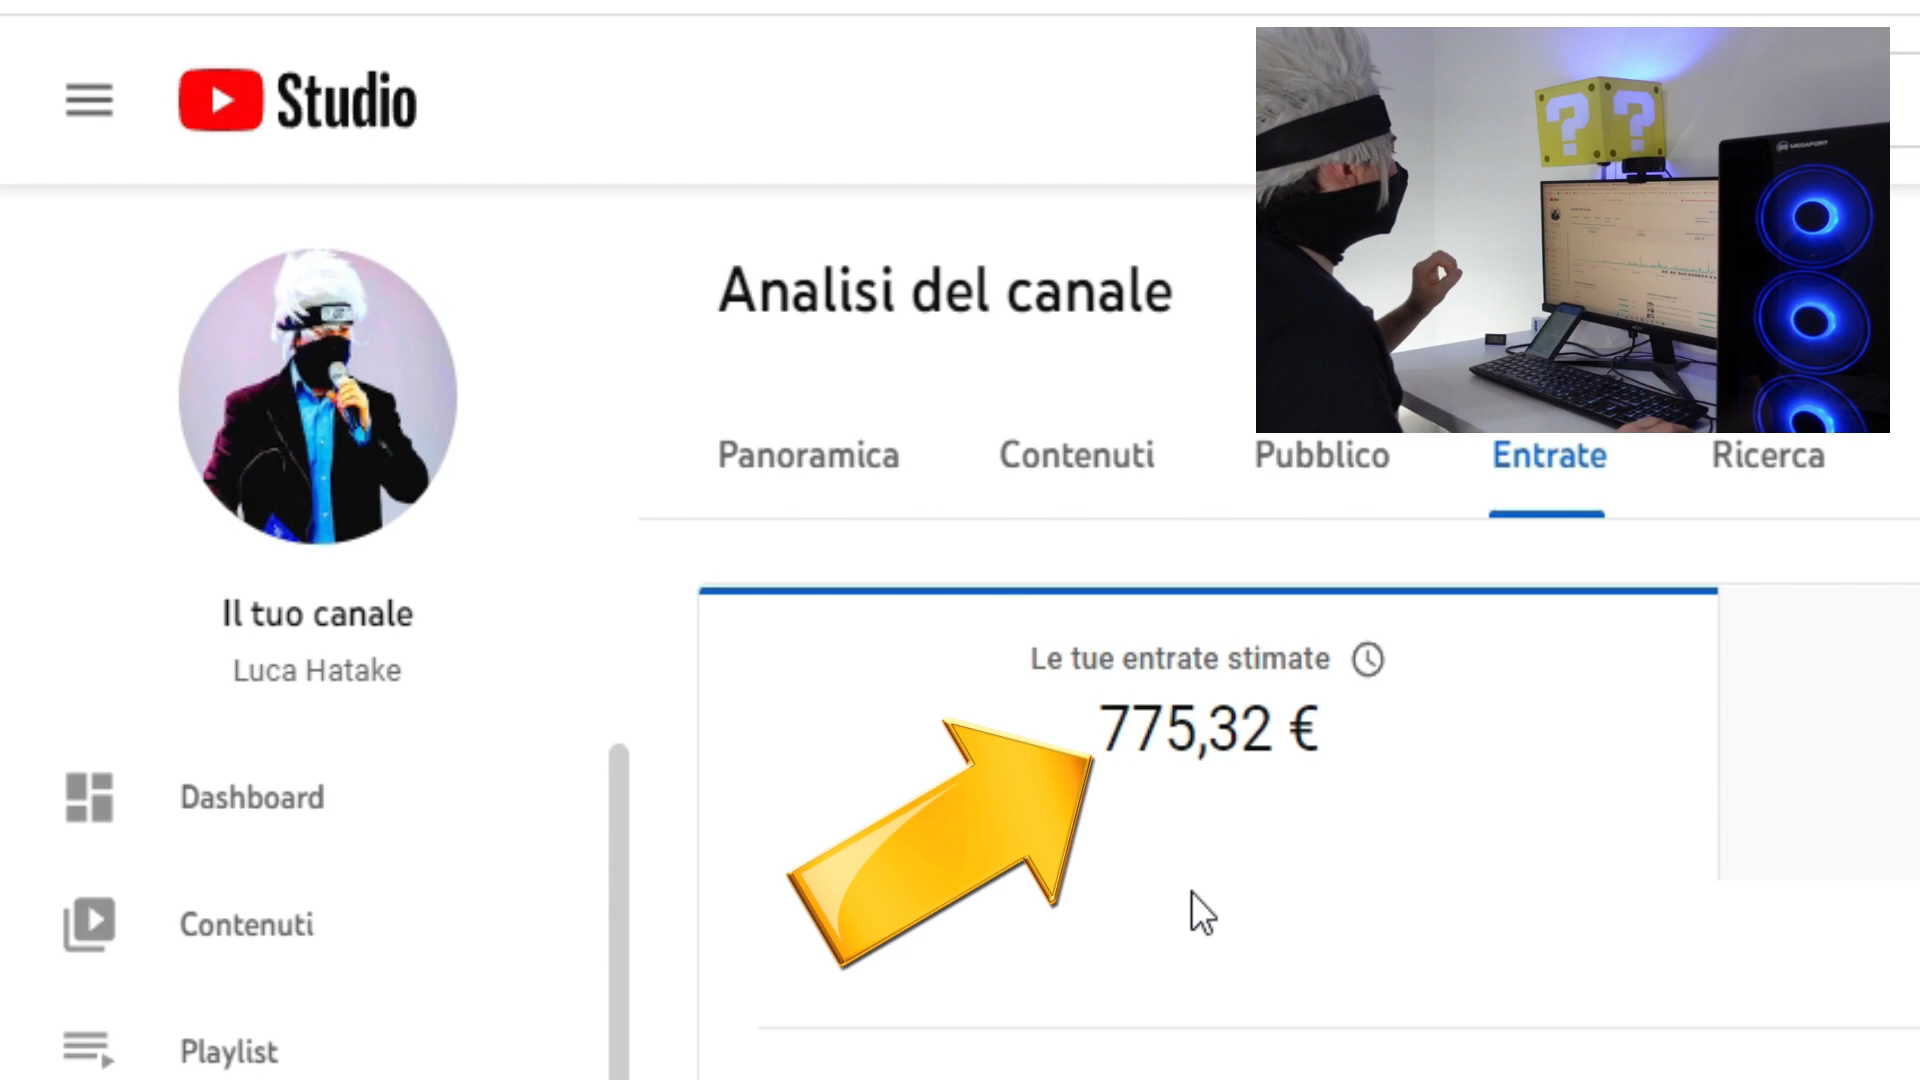 Studio
MEGAPORT
Analisi del canale
Panoramica Contenuti Pubblico Entrate Ricerca
Il tuo canale
Luca Hatake
Le tue entrate stimate
775,32 €
Dashboard
Contenuti
Playlist